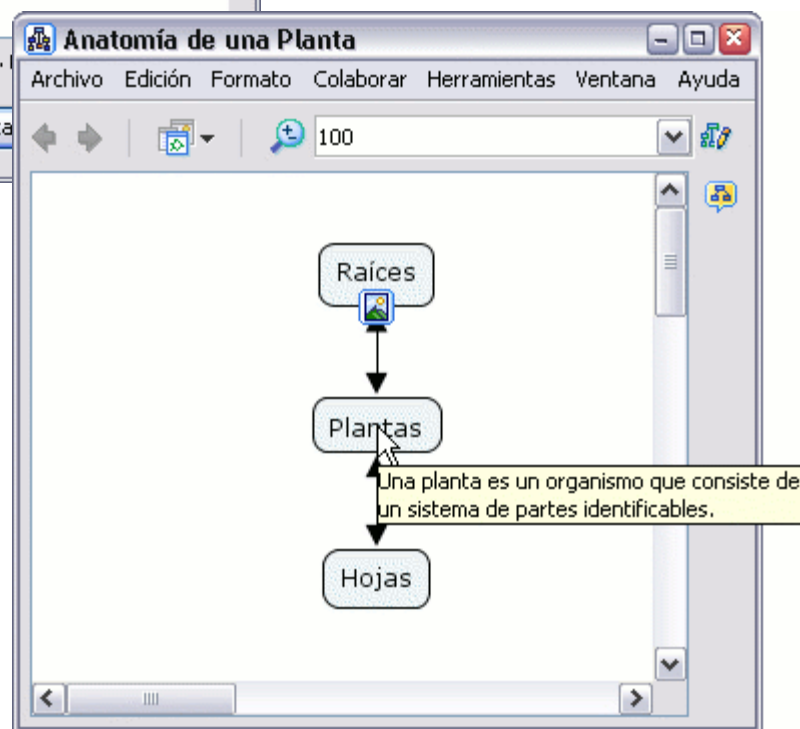 Anatomía de una Planta
Archivo Edición Formato Colaborar Herramientas Ventana Ayuda
100
Raíces
Plantas
Una planta es un organismo que consiste de
un sistema de partes identificables.
Hojas